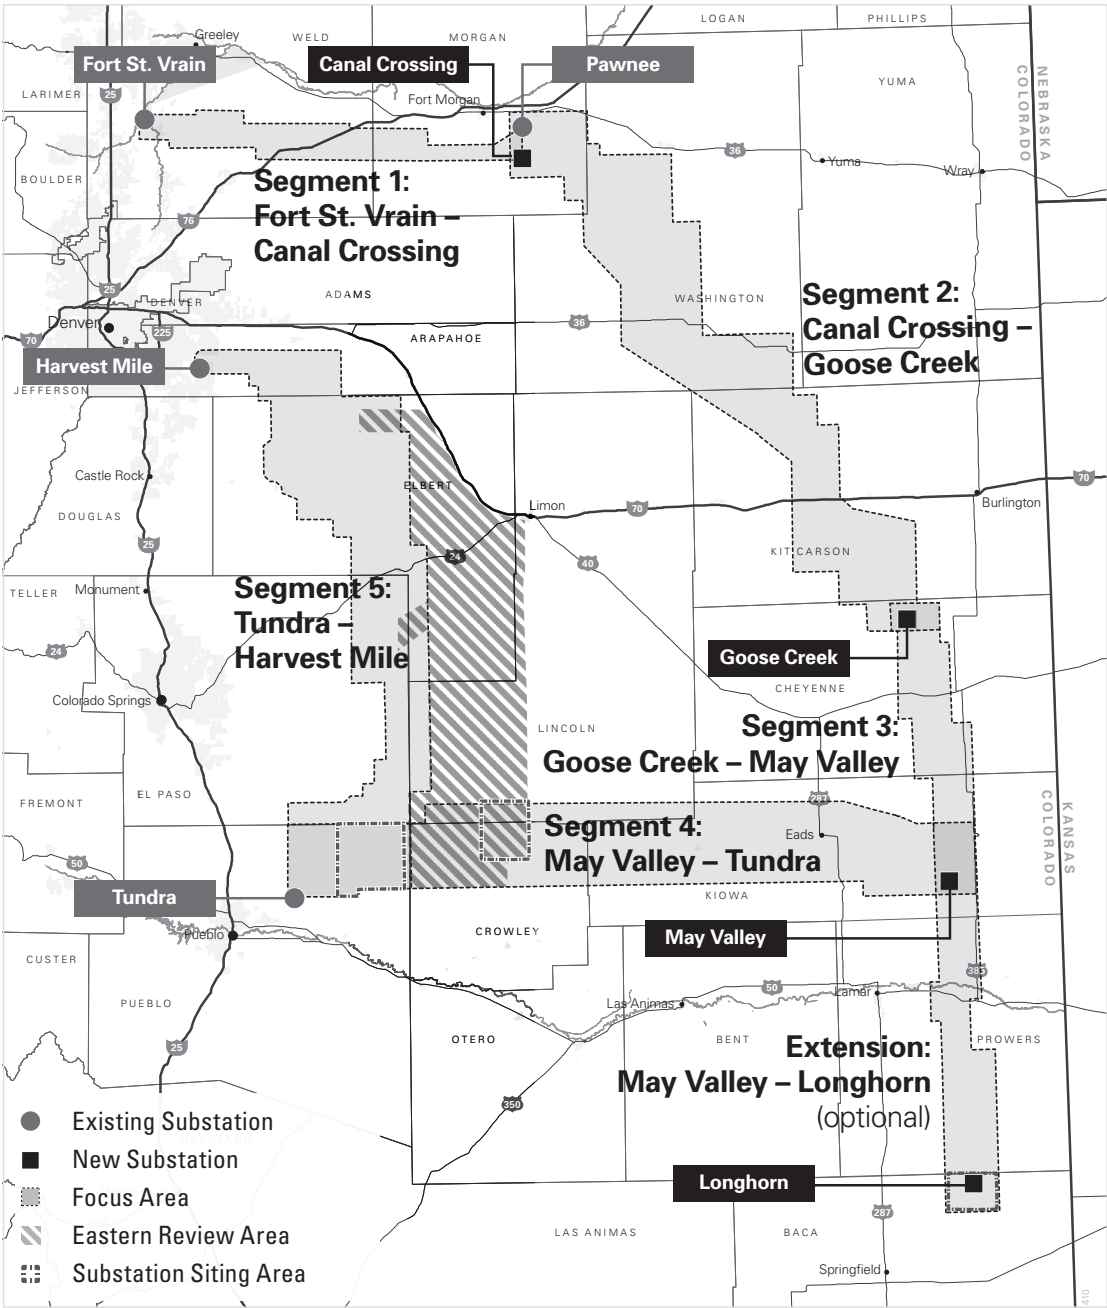 LOGAN
PHILLIPS
Greeley
WELD
MORGAN
Fort St. Vrain
Canal Crossing
Pawnee
NEBRASKA
COLORADO
YUMA
LARIMER
25
Fort Morgan
36
Yuma
Wray
BOULDER
Segment 1:
Fort St. Vrain –
Canal Crossing
76
25
DENVER
ADAMS
WASHINGTON
Segment 2:
Canal Crossing –
Goose Creek
Denver
70
225
36
ARAPAHOE
Harvest Mile
JEFFERSON
Castle Rock
ELBERT
70
Burlington
Limon
70
DOUGLAS
25
24
40
KIT CARSON
TELLER
Monument
Segment 5:
Tundra –
Harvest Mile
24
Goose Creek
Colorado Springs
CHEYENNE
LINCOLN
Segment 3:
Goose Creek – May Valley
EL PASO
FREMONT
287
COLORADO
KANSAS
Segment 4:
May Valley – Tundra
Eads
50
Tundra
KIOWA
Pueblo
CROWLEY
May Valley
CUSTER
385
50
PUEBLO
Las Animas
Lamar
25
OTERO
BENT
PROWERS
Extension:
May Valley – Longhorn
(optional)
350
Existing Substation
HUERFANO
New Substation
Longhorn
Focus Area
287
LAS ANIMAS
BACA
Eastern Review Area
Springfield
Substation Siting Area
410